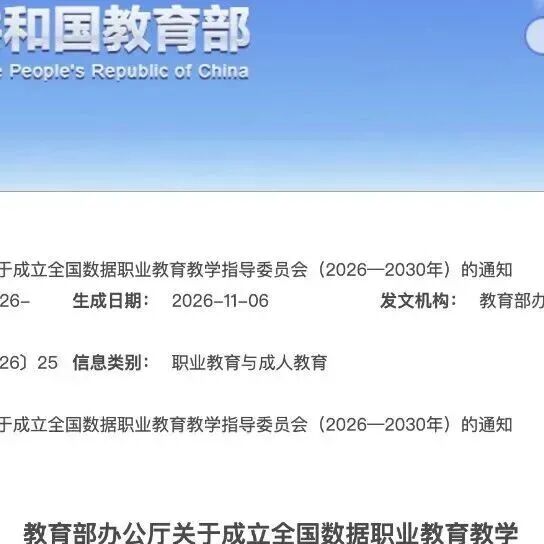 和国教育部
People's Republic of China
于成立全国数据职业教育教学指导委员会（2026—2030年）的通知
26- 生成日期： 2026-11-06 发文机构： 教育部办
26〕25 信息类别： 职业教育与成人教育
于成立全国数据职业教育教学指导委员会（2026—2030年）的通知
教育部办公厅关于成立全国数据职业教育教学